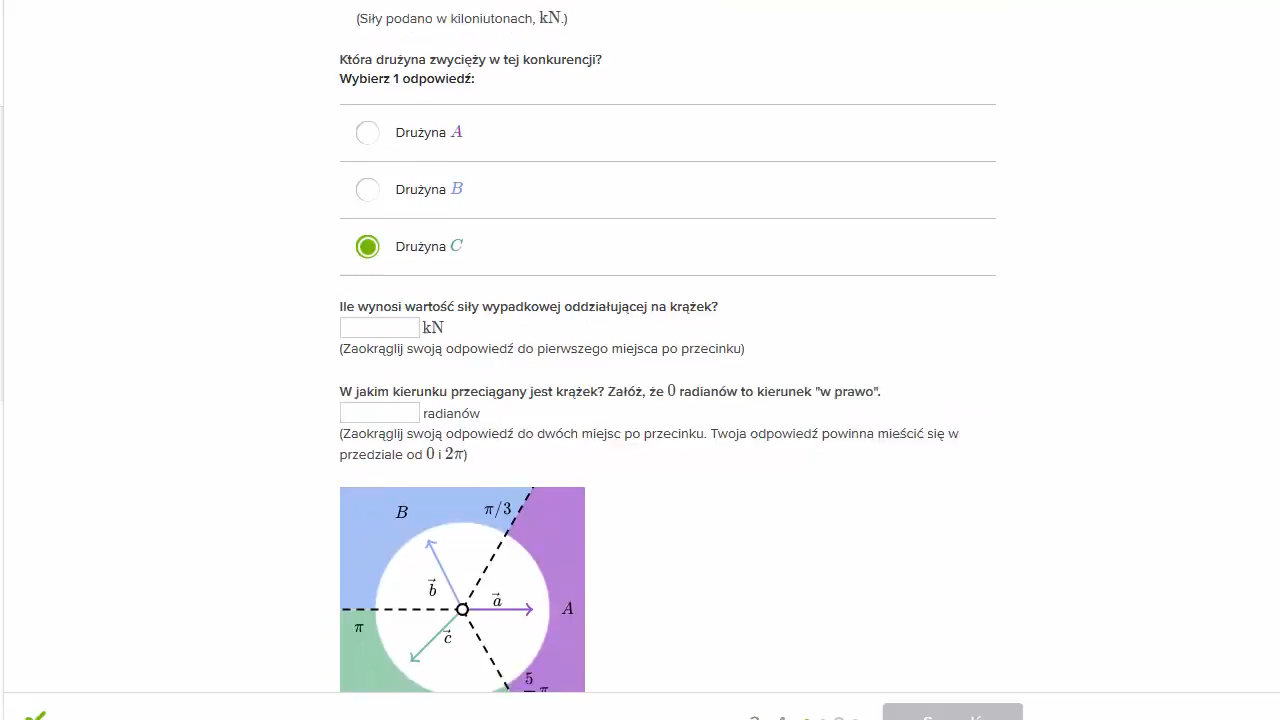 (Siły podano w kiloniutonach, kN.)
Która drużyna zwycięży w tej konkurencji?
Wybierz 1 odpowiedź:
Drużyna A
Drużyna B
Drużyna C
Ile wynosi wartość siły wypadkowej oddziałującej na krążek?
kN
(Zaokrąglij swoją odpowiedź do pierwszego miejsca po przecinku)
W jakim kierunku przeciągany jest krążek? Załóż, że 0 radianów to kierunek "w prawo".
radianów
(Zaokrąglij swoją odpowiedź do dwóch miejsc po przecinku. Twoja odpowiedź powinna mieścić się w
przedziale od 0 i 2π)
B
π/3
b⃗
a⃗
A
π
c⃗
5
π